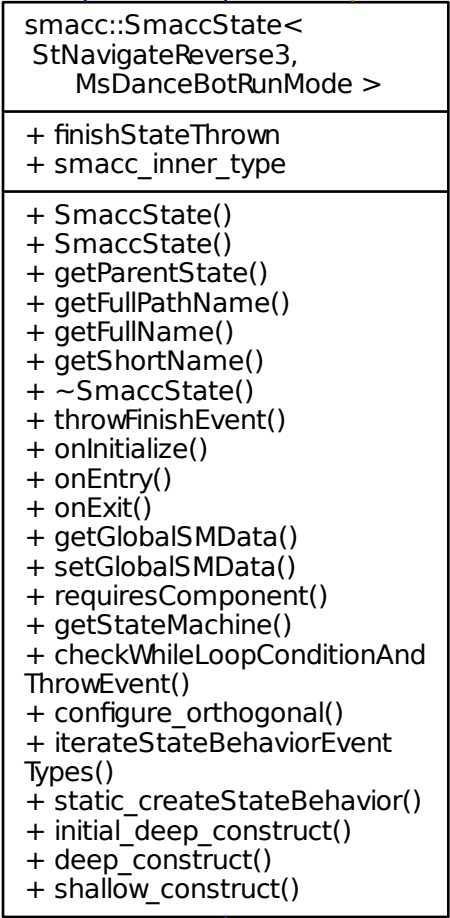 smacc::SmaccState<
StNavigateReverse3,
MsDanceBotRunMode >
+ finishStateThrown
+ smacc_inner_type
+ SmaccState()
+ SmaccState()
+ getParentState()
+ getFullPathName()
+ getFullName()
+ getShortName()
+ ~SmaccState()
+ throwFinishEvent()
+ onInitialize()
+ onEntry()
+ onExit()
+ getGlobalSMData()
+ setGlobalSMData()
+ requiresComponent()
+ getStateMachine()
+ checkWhileLoopConditionAnd
ThrowEvent()
+ configure_orthogonal()
+ iterateStateBehaviorEvent
Types()
+ static_createStateBehavior()
+ initial_deep_construct()
+ deep_construct()
+ shallow_construct()